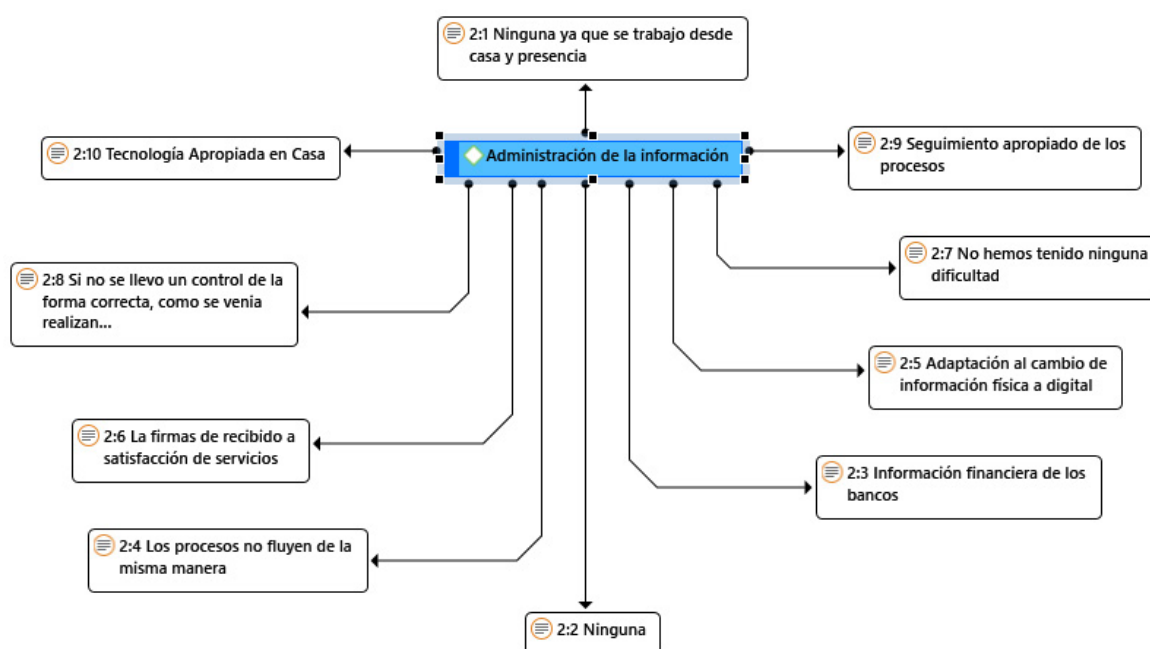 2:1 Ninguna ya que se trabajo desde
casa y presencia
2:10 Tecnología Apropiada en Casa
Administración de la información
2:9 Seguimiento apropiado de los
procesos
2:7 No hemos tenido ninguna
dificultad
2:8 Si no se llevo un control de la
forma correcta, como se venia
realizan...
2:5 Adaptación al cambio de
información física a digital
2:6 La firmas de recibido a
satisfacción de servicios
2:3 Información financiera de los
bancos
2:4 Los procesos no fluyen de la
misma manera
2:2 Ninguna